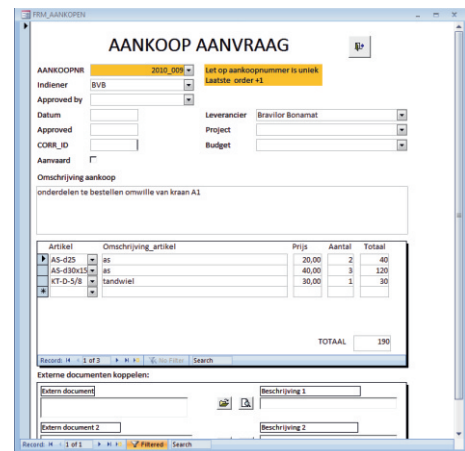 FRM_AANKOPEN
AANKOOP AANVRAAG
AANKOOPNR 2010_009 Let op aankoopnummer is uniek
Laatste order +1
Indiener BVB
Approved by
Datum Leverancier Bravilor Bonamat
Approved Project
CORR_ID Budget
Aanvaard
Omschrijving aankoop
onderdelen te bestellen omwille van kraan A1
Artikel Omschrijving_artikel Prijs Aantal Totaal
AS-d25 as 20,00 2 40
AS-d30x15 as 40,00 3 120
KT-D-5/8 tandwiel 30,00 1 30
TOTAAL 190
Record: 1 of 3 No Filter Search
Externe documenten koppelen:
Extern document Beschrijving 1
Extern document 2 Beschrijving 2
Record: 1 of 1 Filtered Search